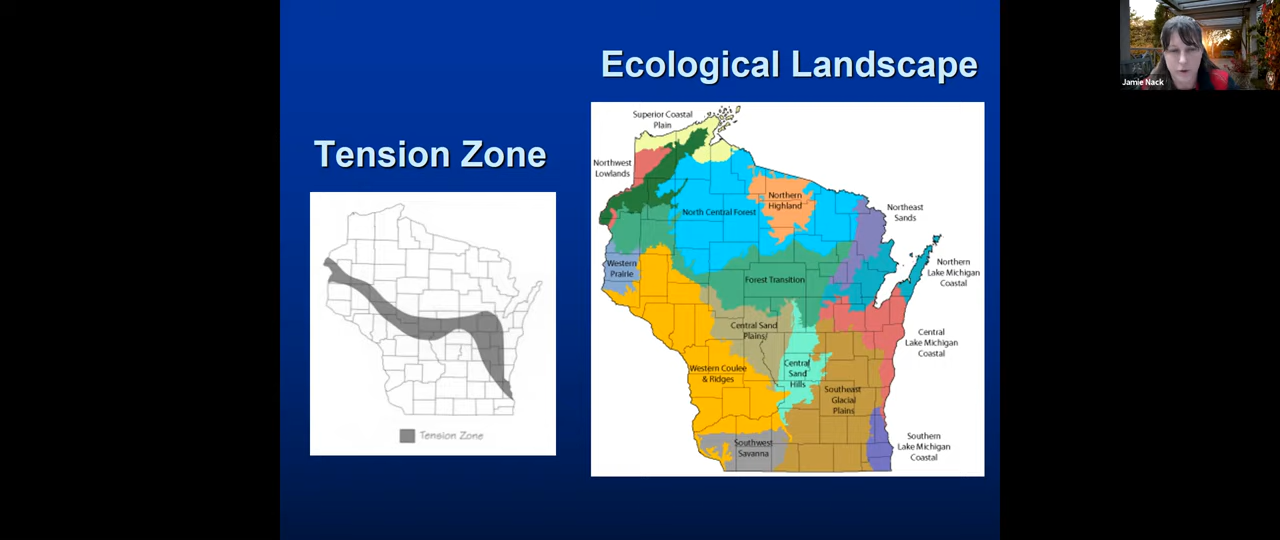 Ecological Landscape
Tension Zone
Tension Zone
Superior Coastal
Plain
Northwest
Lowlands
North Central Forest
Northern
Highland
Northeast
Sands
Western
Prairie
Forest Transition
Northern
Lake Michigan
Coastal
Central Sand
Plains/
Central
Sand
Hills
Central
Lake Michigan
Coastal
Western Coulee
& Ridges
Southeast
Glacial
Plains
Southwest
Savanna
Southern
Lake Michigan
Coastal
Jamie Nack